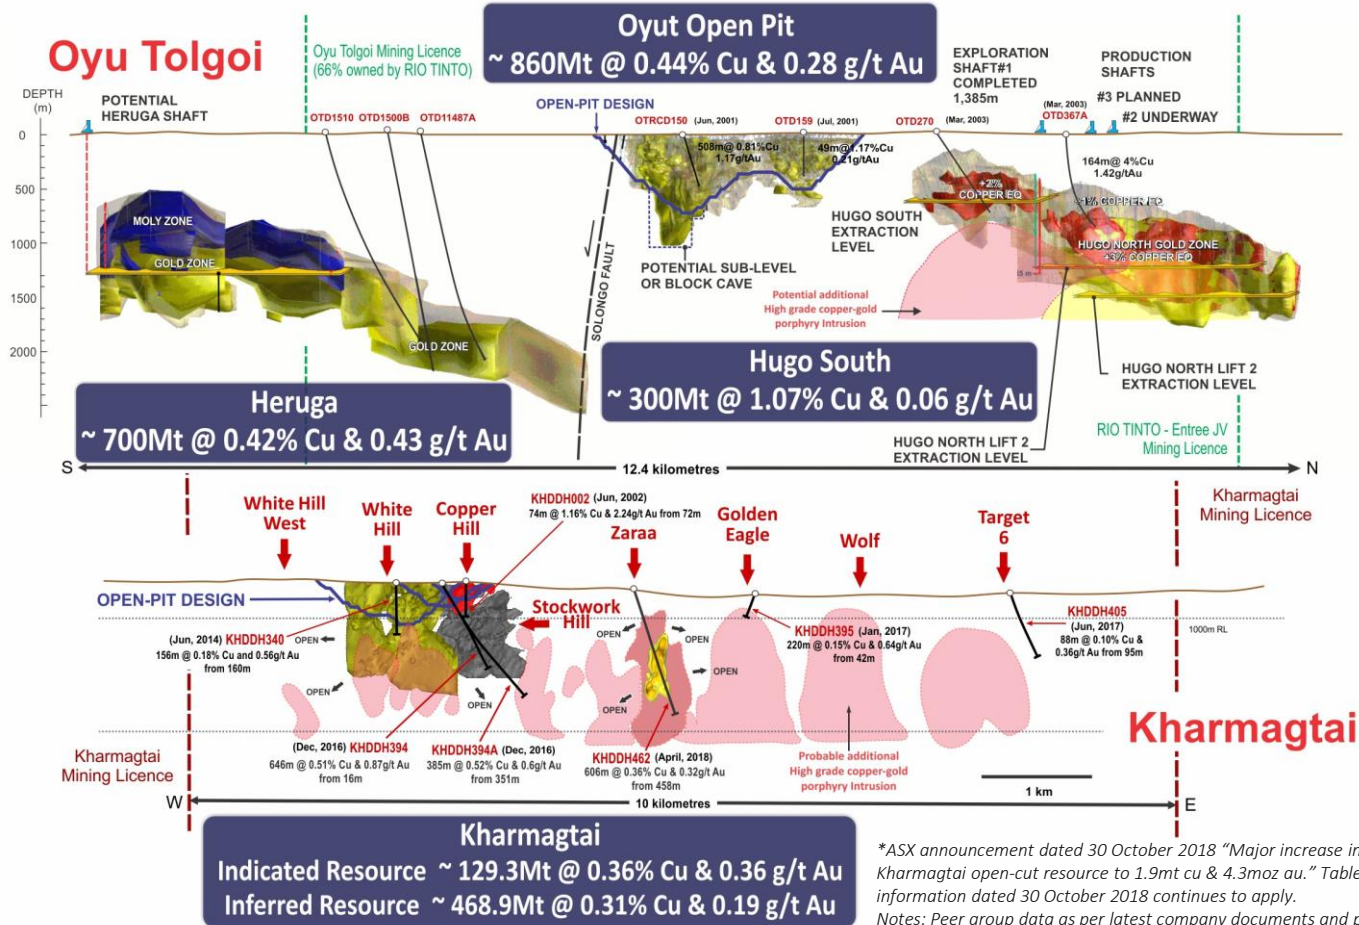 Oyu Tolgoi
Oyu Tolgoi Mining Licence
(66% owned by RIO TINTO)
Oyut Open Pit
~ 860Mt @ 0.44% Cu & 0.28 g/t Au
EXPLORATION
SHAFT#1
COMPLETED
1,385m
PRODUCTION
SHAFTS
#3 PLANNED
#2 UNDERWAY
DEPTH
(m)
POTENTIAL
HERUGA SHAFT
OTD1510 OTD1500B OTD11487A
OPEN-PIT DESIGN
OTRCD150 (Jun, 2001)
OTD159 (Jul, 2001)
OTD270 (Mar, 2003)
(Mar, 2003)
OTD367A
0
500
1000
1500
2000
508m@ 0.81%Cu
1.17g/tAu
49m@1.17%Cu
0.21g/tAu
164m@ 4%Cu
1.42g/tAu
+2%
COPPER EQ
+1% COPPER EQ
MOLY ZONE
GOLD ZONE
GOLD ZONE
HUGO SOUTH
EXTRACTION
LEVEL
HUGO NORTH GOLD ZONE
+3% COPPER EQ
SOLONGO FAULT
POTENTIAL SUB-LEVEL
OR BLOCK CAVE
Potential additional
High grade copper-gold
porphyry Intrusion
Hugo South
~ 300Mt @ 1.07% Cu & 0.06 g/t Au
HUGO NORTH LIFT 2
EXTRACTION LEVEL
Heruga
~ 700Mt @ 0.42% Cu & 0.43 g/t Au
HUGO NORTH LIFT 2
EXTRACTION LEVEL
RIO TINTO - Entree JV
Mining Licence
S
12.4 kilometres
N
White Hill
West
White
Hill
Copper
Hill
KHDDH002 (Jun, 2002)
74m @ 1.16% Cu & 2.24g/t Au from 72m
Zaraa
Golden
Eagle
Wolf
Target
6
Kharmagtai
Mining Licence
OPEN-PIT DESIGN
Stockwork
Hill
(Jun, 2014) KHDDH340
156m @ 0.18% Cu and 0.56g/t Au
from 160m
OPEN
OPEN
OPEN
OPEN
OPEN
OPEN
OPEN
KHDDH395 (Jan, 2017)
220m @ 0.15% Cu & 0.64g/t Au
from 42m
KHDDH405
(Jun, 2017)
88m @ 0.10% Cu &
0.36g/t Au from 95m
1000m RL
Kharmagtai
Kharmagtai
Mining Licence
(Dec, 2016) KHDDH394
646m @ 0.51% Cu & 0.87g/t Au
from 16m
KHDDH394A (Dec, 2016)
385m @ 0.52% Cu & 0.6g/t Au
from 351m
KHDDH462 (April, 2018)
606m @ 0.36% Cu & 0.32g/t Au
from 458m
Probable additional
High grade copper-gold
porphyry Intrusion
1 km
W
10 kilometres
E
Kharmagtai
Indicated Resource ~ 129.3Mt @ 0.36% Cu & 0.36 g/t Au
Inferred Resource ~ 468.9Mt @ 0.31% Cu & 0.19 g/t Au
*ASX announcement dated 30 October 2018 “Major increase in
Kharmagtai open-cut resource to 1.9mt cu & 4.3moz au.” Table
information dated 30 October 2018 continues to apply.
Notes: Peer group data as per latest company documents and